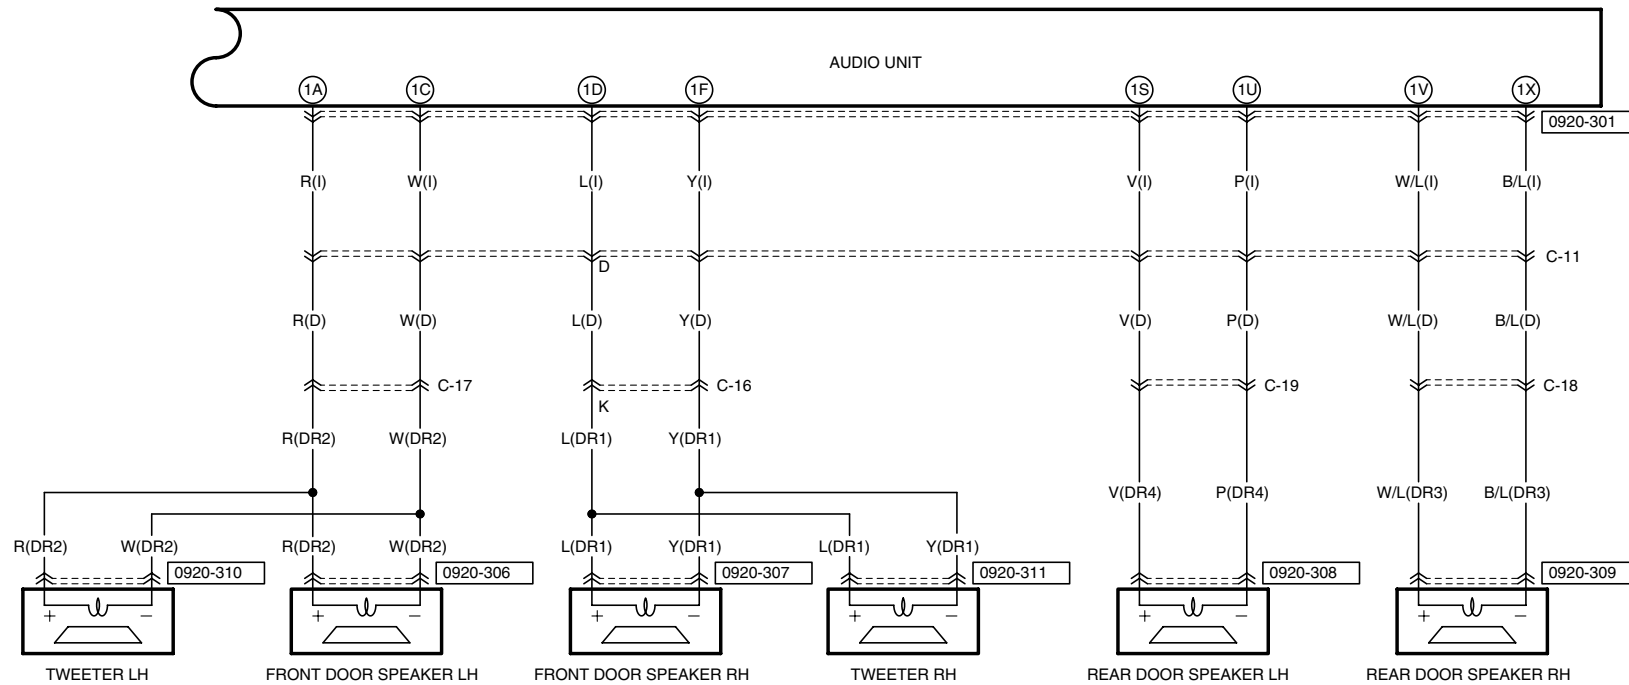 AUDIO UNIT
1A 1C 1D 1F 1S 1U 1V 1X
0920-301
R(I) W(I) L(I) Y(I) V(I) P(I) W/L(I) B/L(I)
C-11
D
R(D) W(D) L(D) Y(D) V(D) P(D) W/L(D) B/L(D)
C-17 C-16 C-19 C-18
K
R(DR2) W(DR2) L(DR1) Y(DR1)
V(DR4) P(DR4) W/L(DR3) B/L(DR3)
R(DR2) W(DR2) R(DR2) W(DR2) L(DR1) Y(DR1) L(DR1) Y(DR1)
0920-310 0920-306 0920-307 0920-311 0920-308 0920-309
+ − + − + − + − + − + −
TWEETER LH FRONT DOOR SPEAKER LH FRONT DOOR SPEAKER RH TWEETER RH REAR DOOR SPEAKER LH REAR DOOR SPEAKER RH